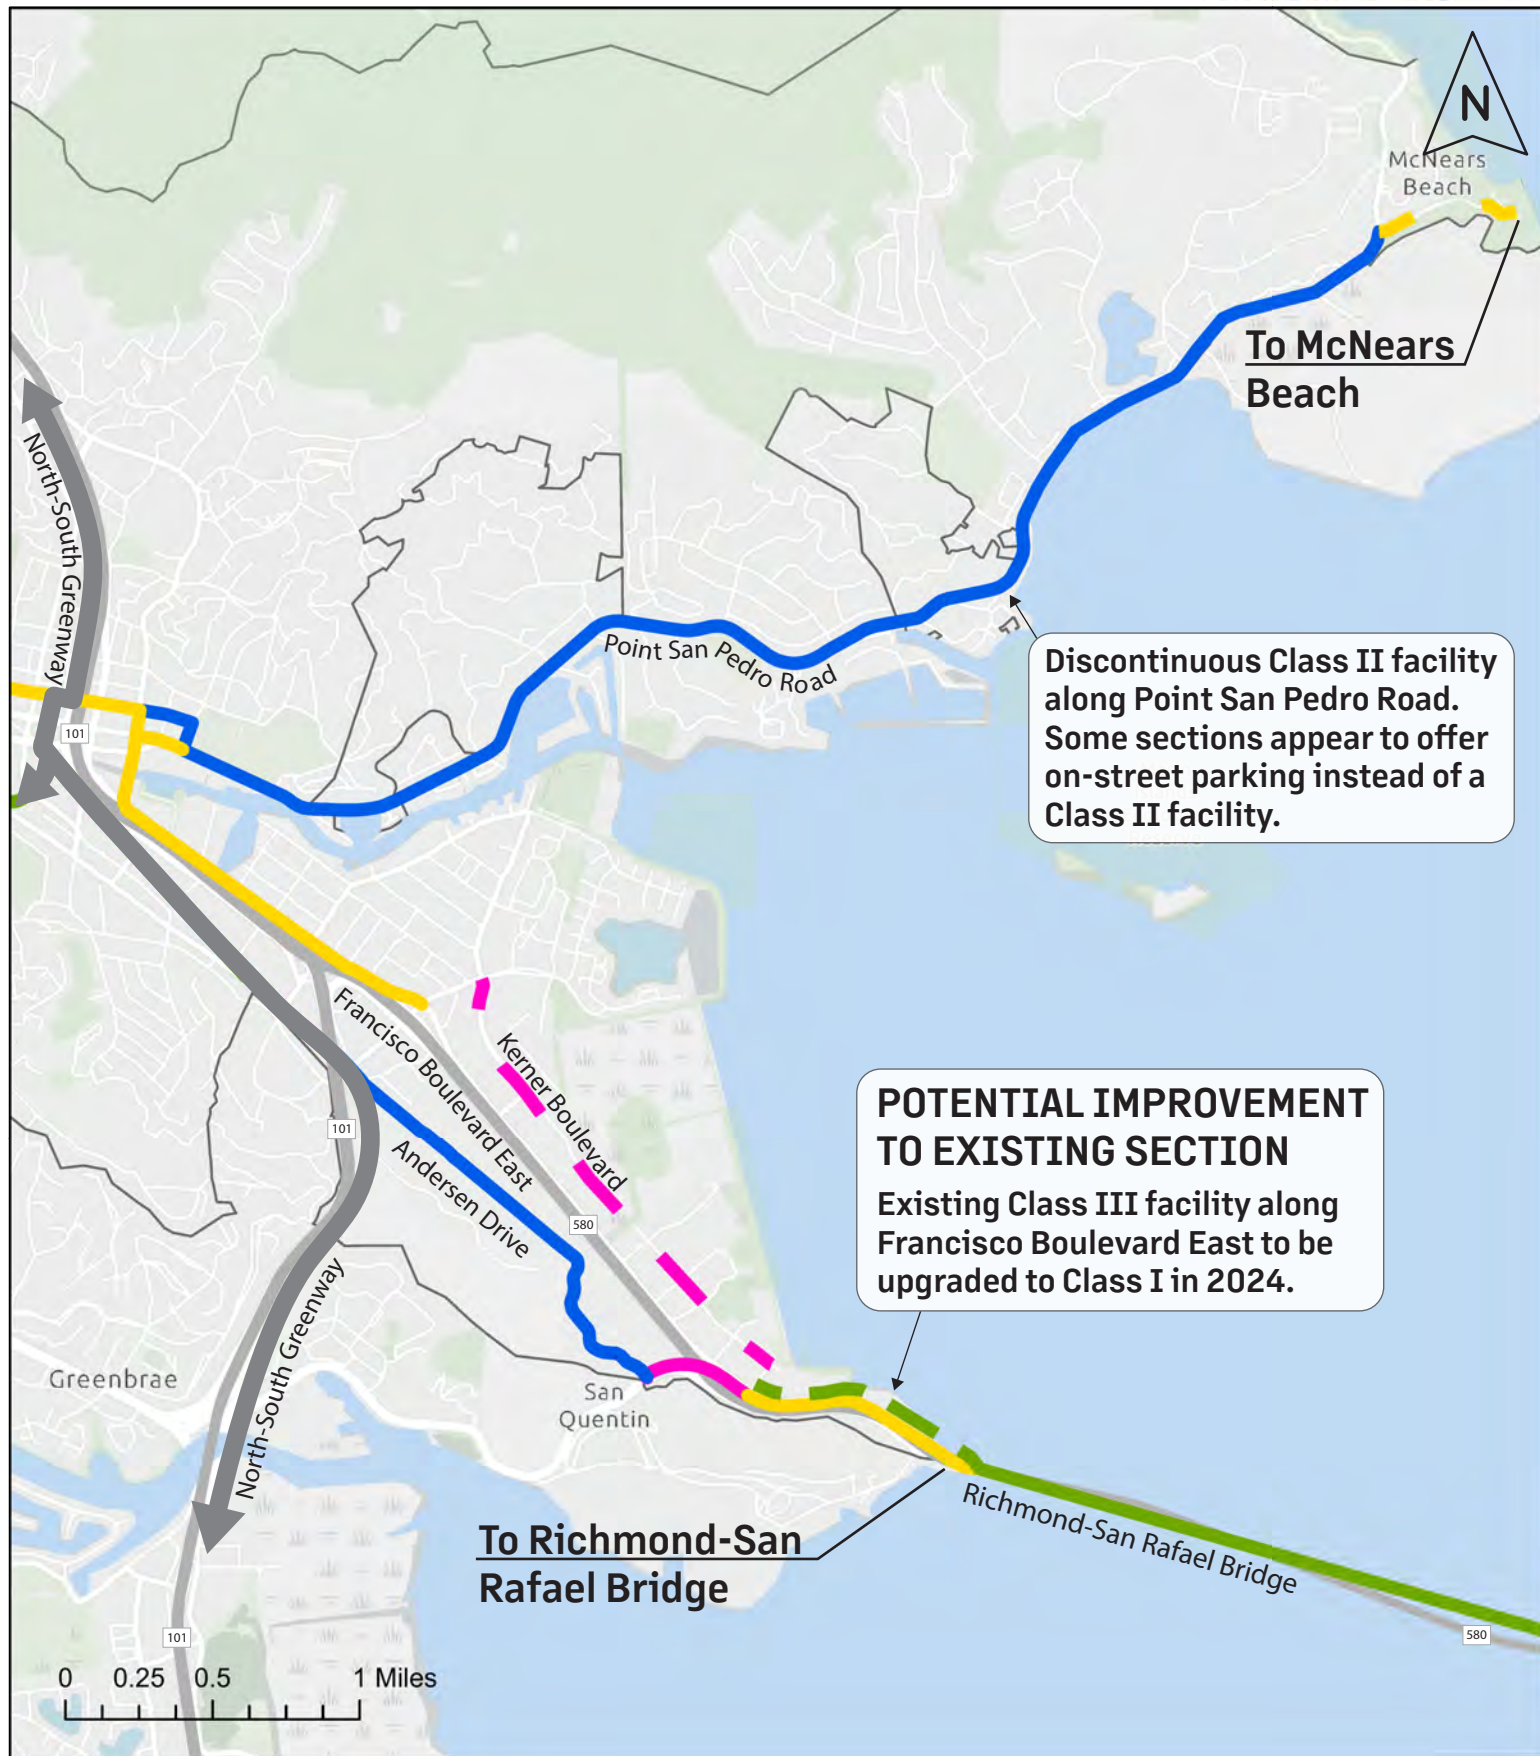 N
McNears
Beach
To McNears
Beach
North-South Greenway
Point San Pedro Road
101
Discontinuous Class II facility
along Point San Pedro Road.
Some sections appear to offer
on-street parking instead of a
Class II facility.
Francisco Boulevard East
Kerner Boulevard
101
Andersen Drive
580
POTENTIAL IMPROVEMENT
TO EXISTING SECTION
Existing Class III facility along
Francisco Boulevard East to be
upgraded to Class I in 2024.
North-South Greenway
Greenbrae
San
Quentin
Richmond-San Rafael Bridge
To Richmond-San
Rafael Bridge
101
580
0 0.25 0.5 1 Miles